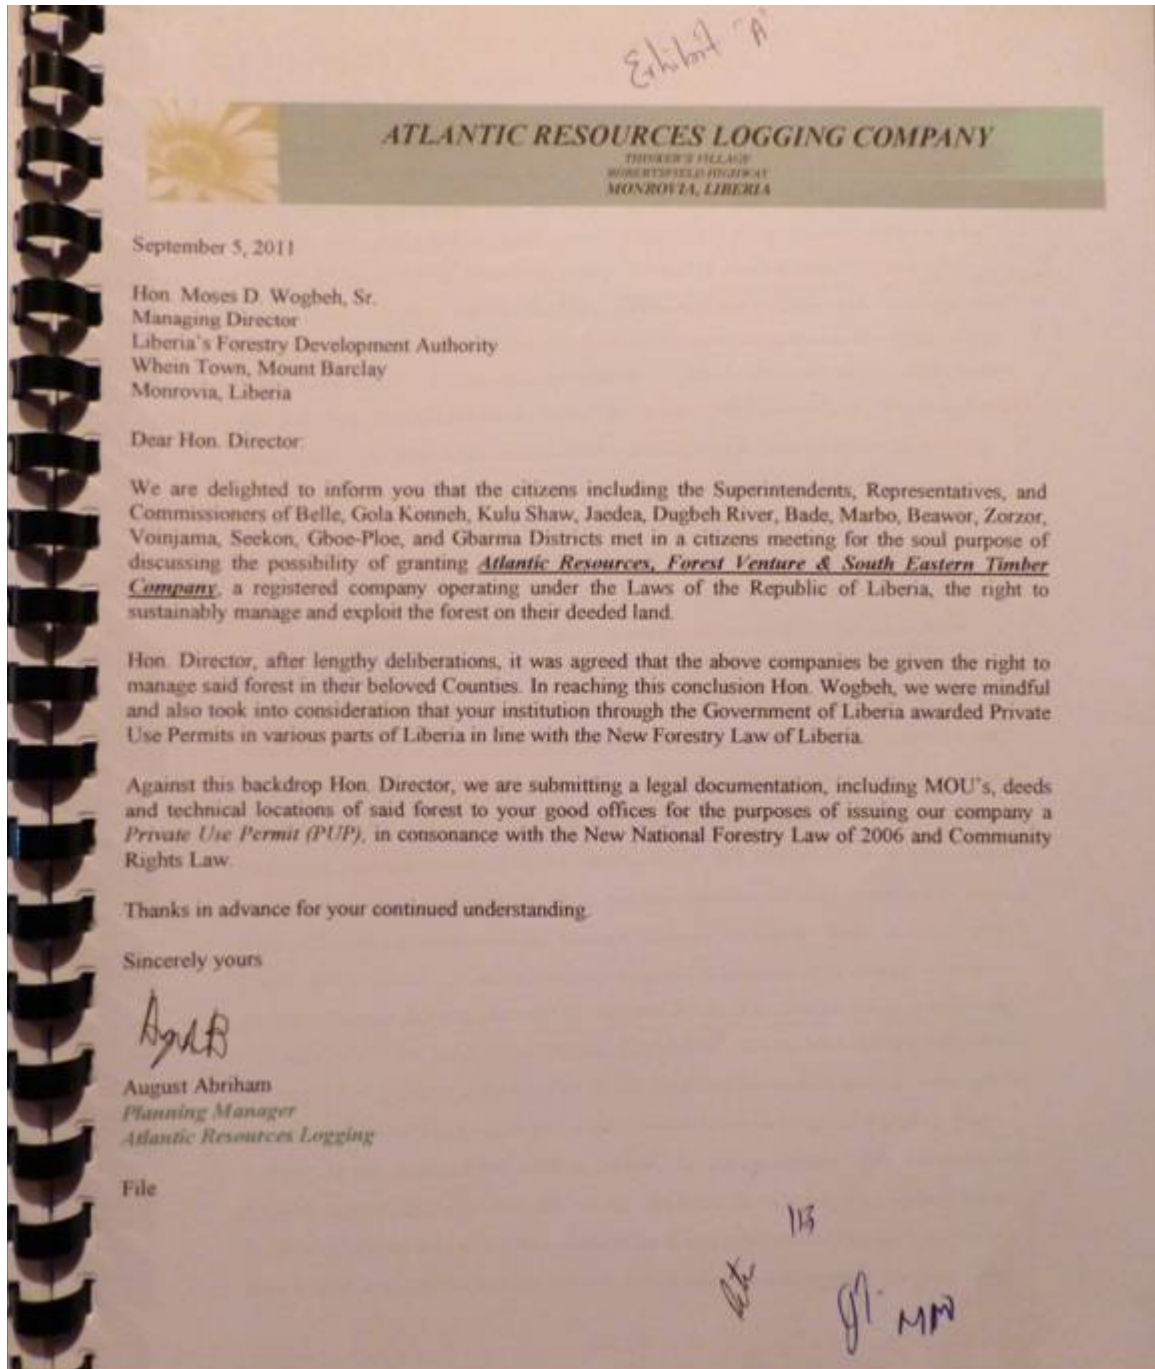 Exhibit "A"
ATLANTIC RESOURCES LOGGING COMPANY
THINKER'S VILLAGE
ROBERTSFIELD HIGHWAY
MONROVIA, LIBERIA
September 5, 2011
Hon. Moses D. Wogbeh, Sr.
Managing Director
Liberia's Forestry Development Authority
Whein Town, Mount Barclay
Monrovia, Liberia
Dear Hon. Director:
We are delighted to inform you that the citizens including the Superintendents, Representatives, and
Commissioners of Belle, Gola Konneh, Kulu Shaw, Jaedea, Dugbeh River, Bade, Marbo, Beawor, Zorzor,
Voinjama, Seekon, Gboe-Ploe, and Gbarma Districts met in a citizens meeting for the soul purpose of
discussing the possibility of granting Atlantic Resources, Forest Venture & South Eastern Timber
Company, a registered company operating under the Laws of the Republic of Liberia, the right to
sustainably manage and exploit the forest on their deeded land.
Hon. Director, after lengthy deliberations, it was agreed that the above companies be given the right to
manage said forest in their beloved Counties. In reaching this conclusion Hon. Wogbeh, we were mindful
and also took into consideration that your institution through the Government of Liberia awarded Private
Use Permits in various parts of Liberia in line with the New Forestry Law of Liberia.
Against this backdrop Hon. Director, we are submitting a legal documentation, including MOU's, deeds
and technical locations of said forest to your good offices for the purposes of issuing our company a
Private Use Permit (PUP), in consonance with the New National Forestry Law of 2006 and Community
Rights Law.
Thanks in advance for your continued understanding.
Sincerely yours
August Abriham
Planning Manager
Atlantic Resources Logging
File
113